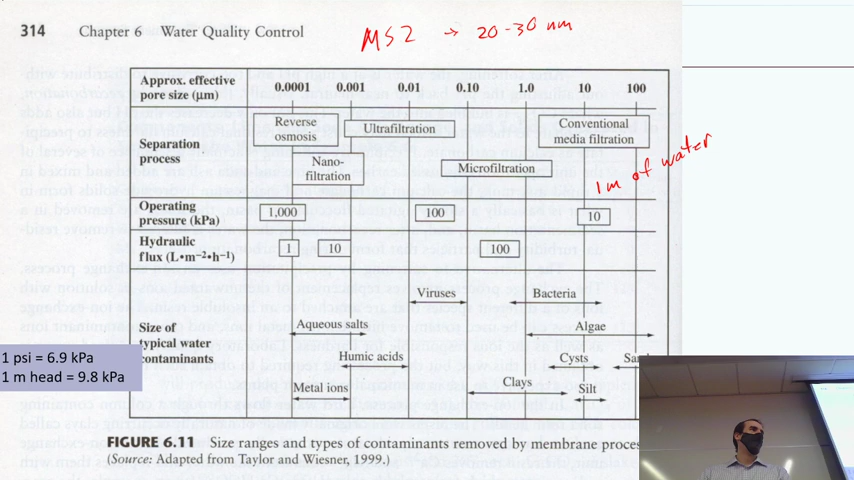 314 Chapter 6 Water Quality Control
MS2 → 20-30 nm
Approx. effective pore size (μm) 0.0001 0.001 0.01 0.10 1.0 10 100
Separation process
Reverse osmosis
Ultrafiltration
Conventional media filtration
Nano-filtration
Microfiltration
1m of water
Operating pressure (kPa) 1,000 100 10
Hydraulic flux (L•m⁻²•h⁻¹) 1 10 100
Viruses Bacteria
Size of typical water contaminants
Aqueous salts Algae
Humic acids Cysts
Metal ions Clays Silt
1 psi = 6.9 kPa
1 m head = 9.8 kPa
FIGURE 6.11 Size ranges and types of contaminants removed by membrane
(Source: Adapted from Taylor and Wiesner, 1999.)